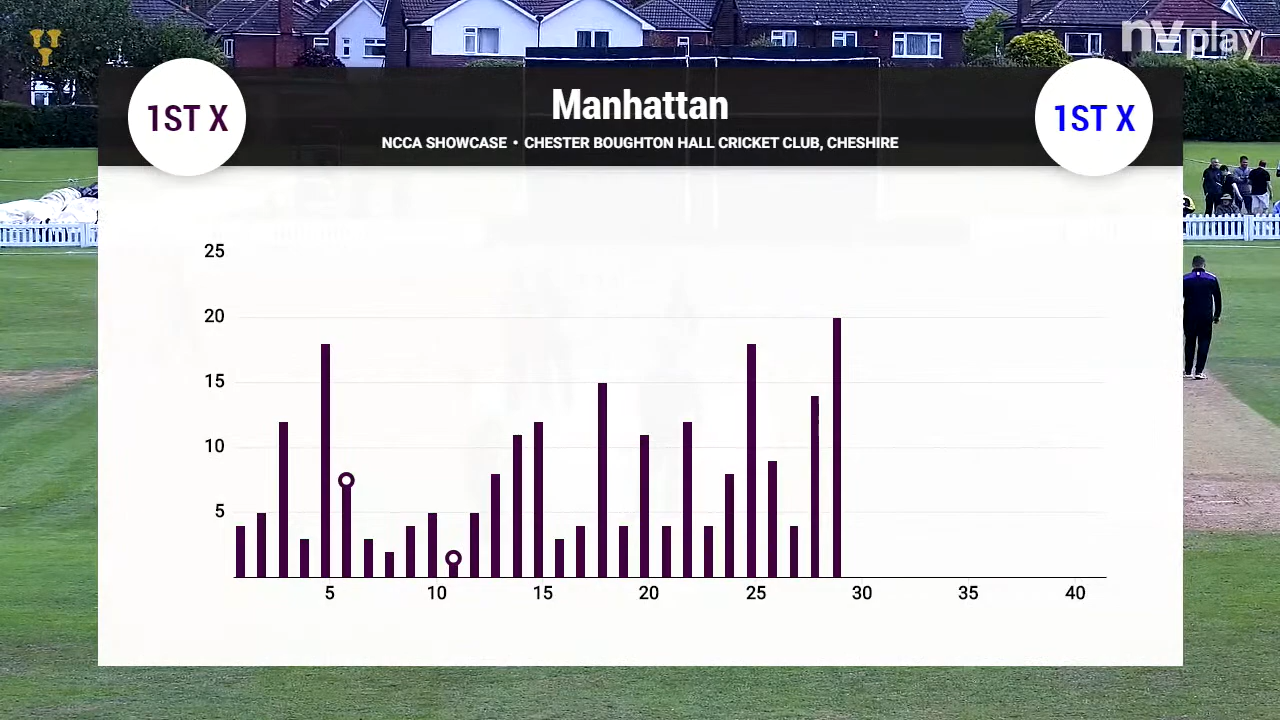 nvplay
1ST X
Manhattan
1ST X
NCCA SHOWCASE • CHESTER BOUGHTON HALL CRICKET CLUB, CHESHIRE
25
20
15
10
5
5 10 15 20 25 30 35 40